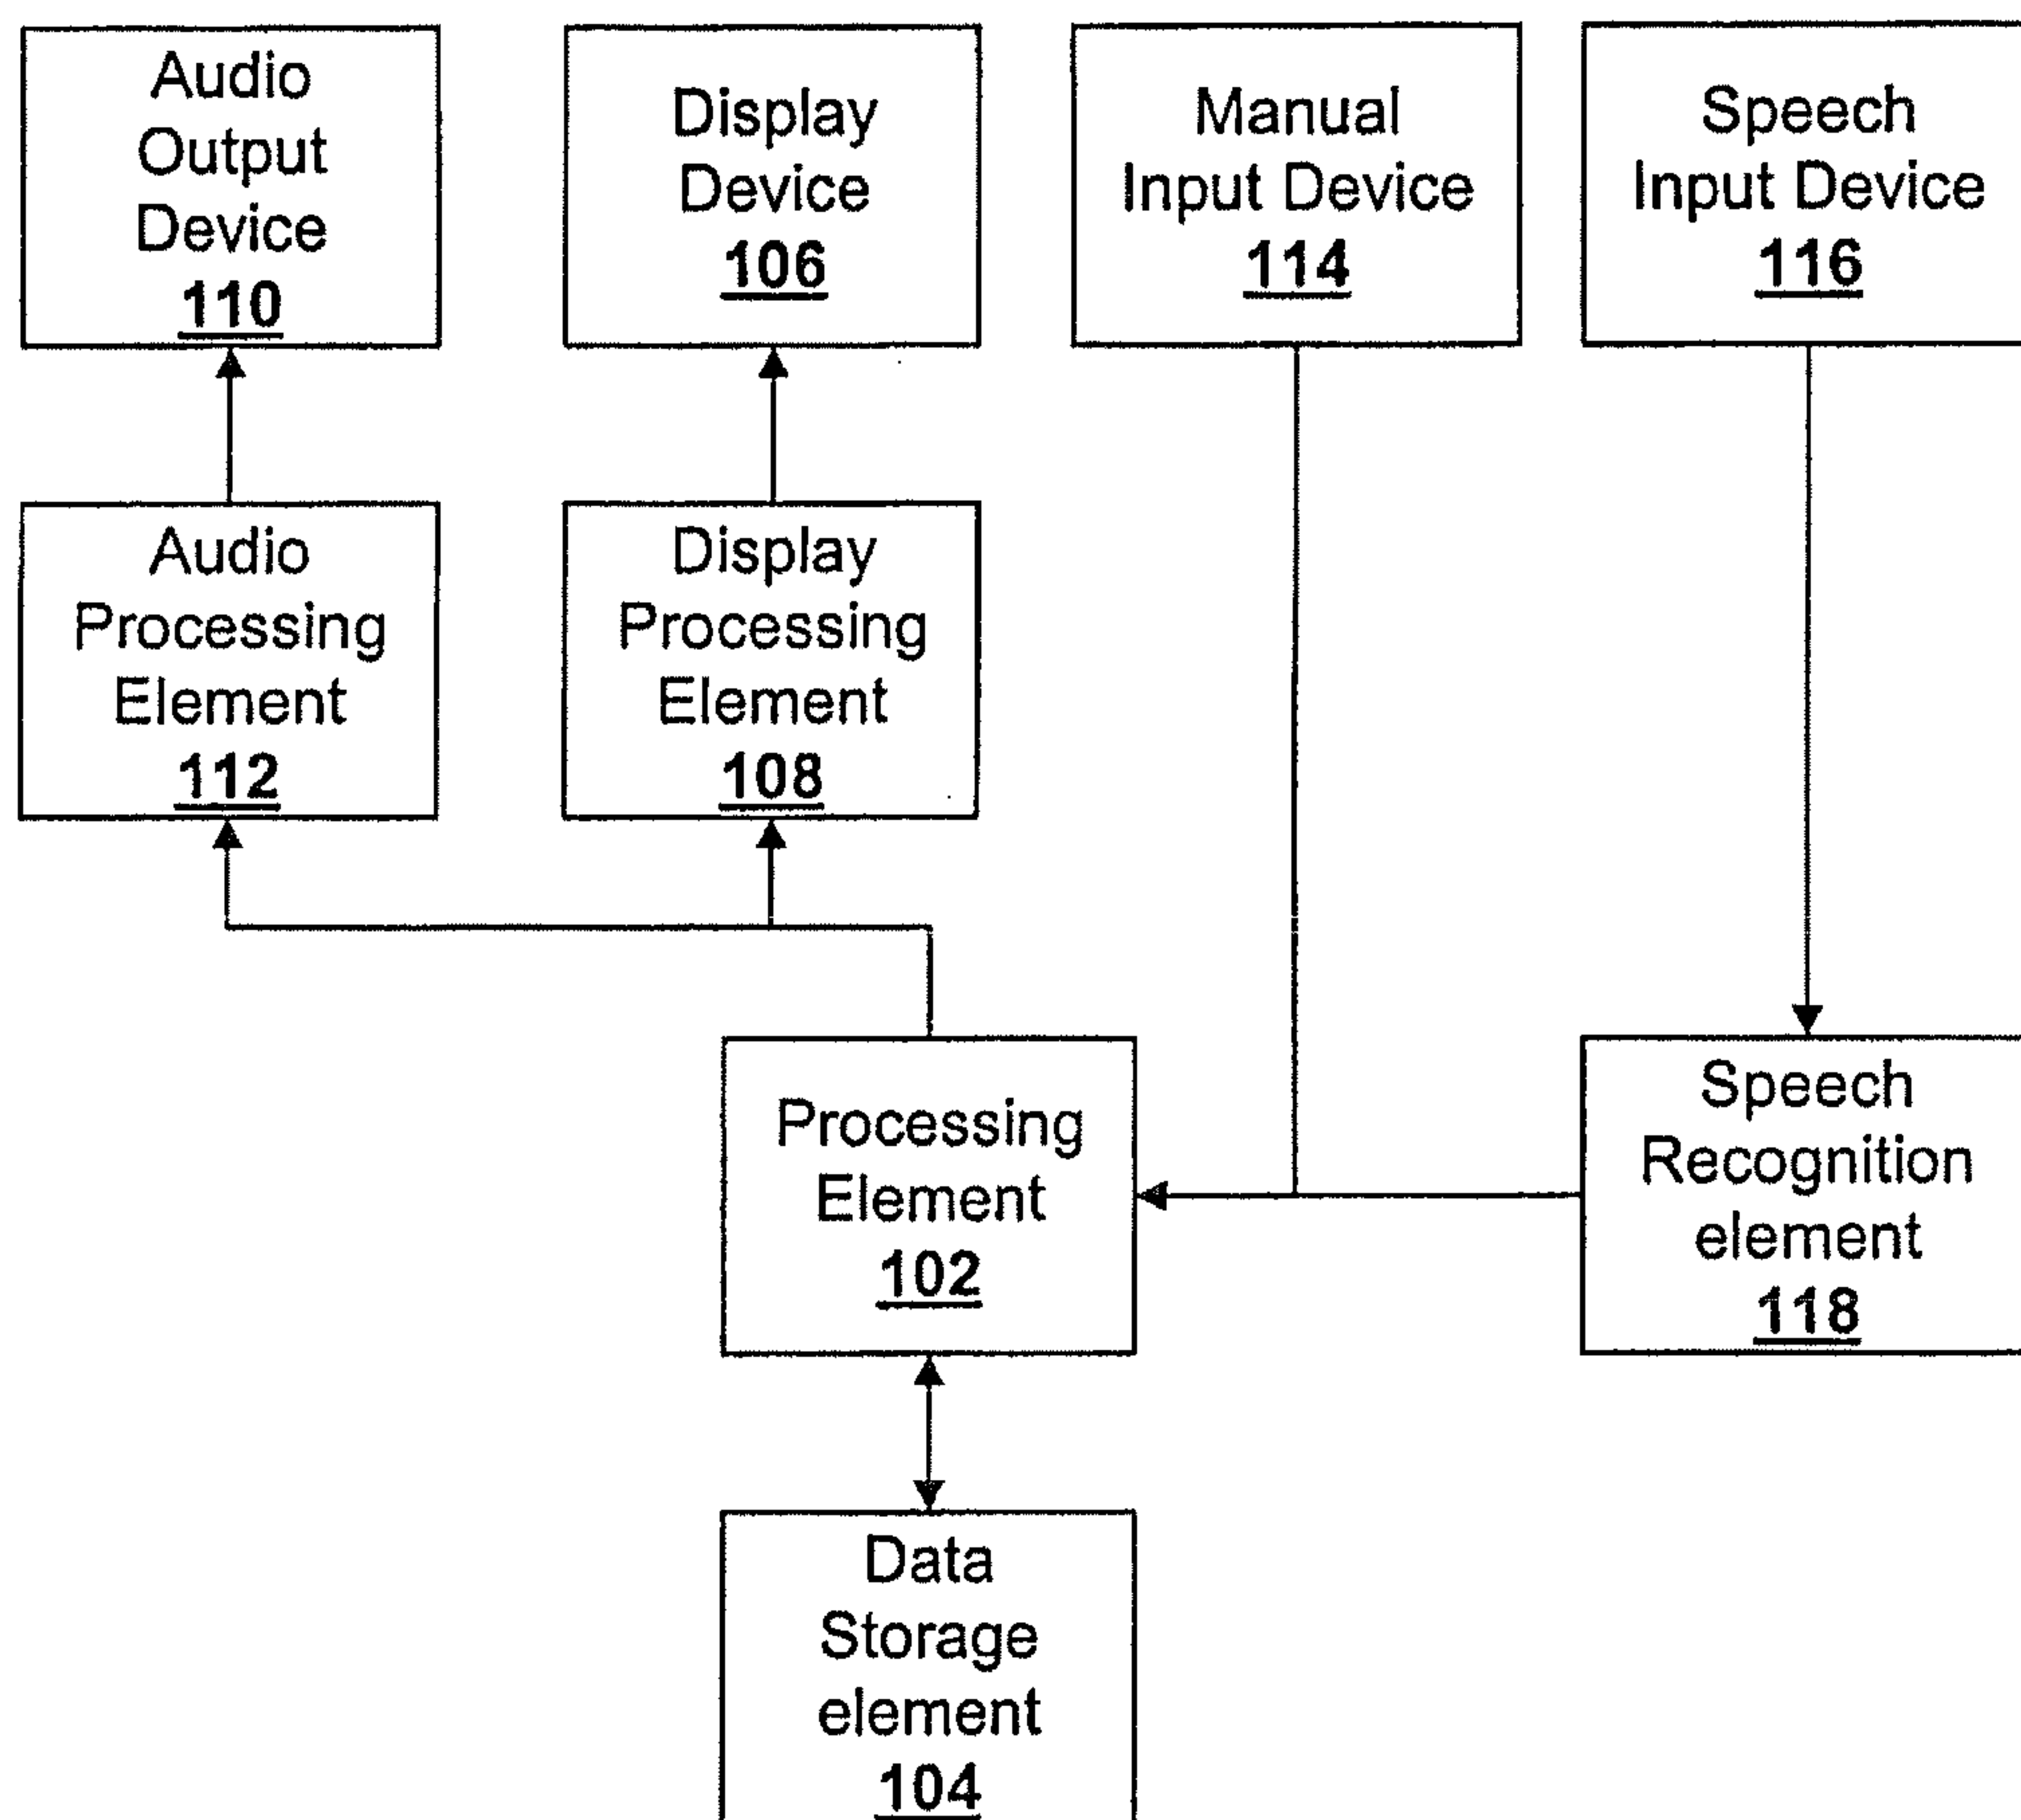 Audio
Output
Device
110
Display
Device
106
Manual
Input Device
114
Speech
Input Device
116
Audio
Processing
Element
112
Display
Processing
Element
108
Processing
Element
102
Speech
Recognition
element
118
Data
Storage
element
104